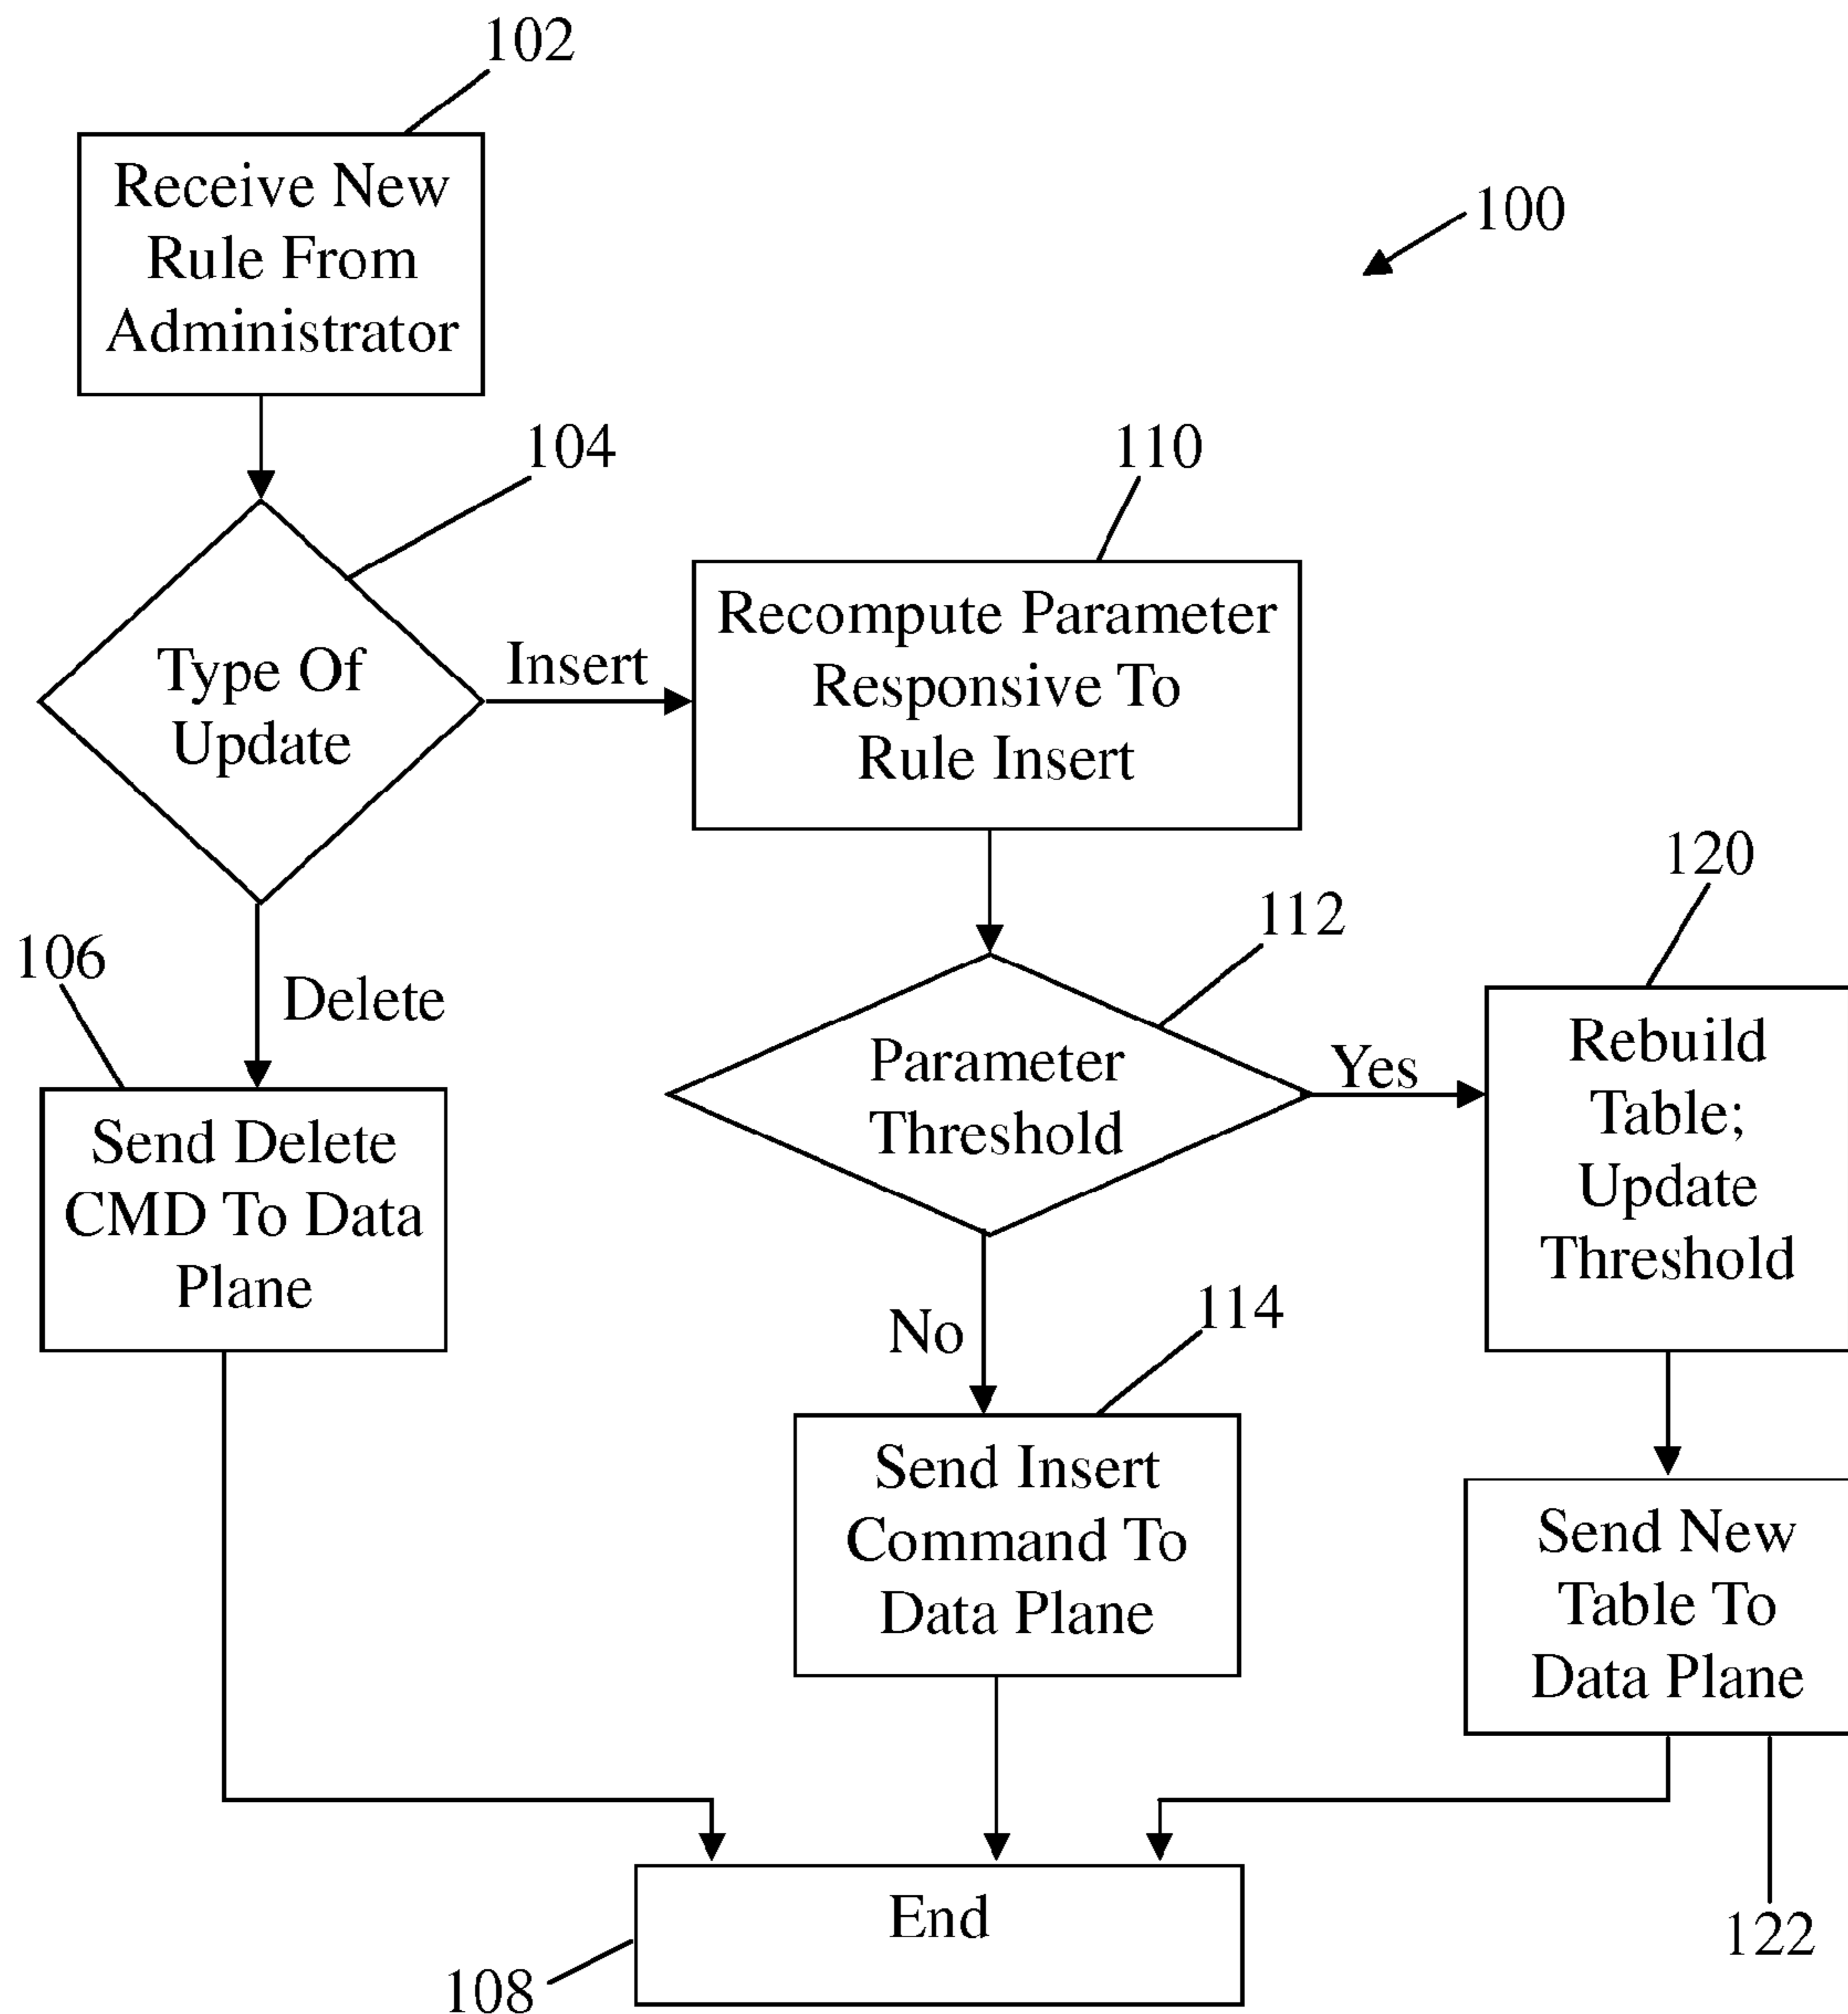 102
Receive New
Rule From
Administrator
100
104
Type Of
Update
Insert
110
Recompute Parameter
Responsive To
Rule Insert
106
Delete
Send Delete
CMD To Data
Plane
112
Parameter
Threshold
Yes
120
Rebuild
Table;
Update
Threshold
No
114
Send Insert
Command To
Data Plane
Send New
Table To
Data Plane
122
End
108